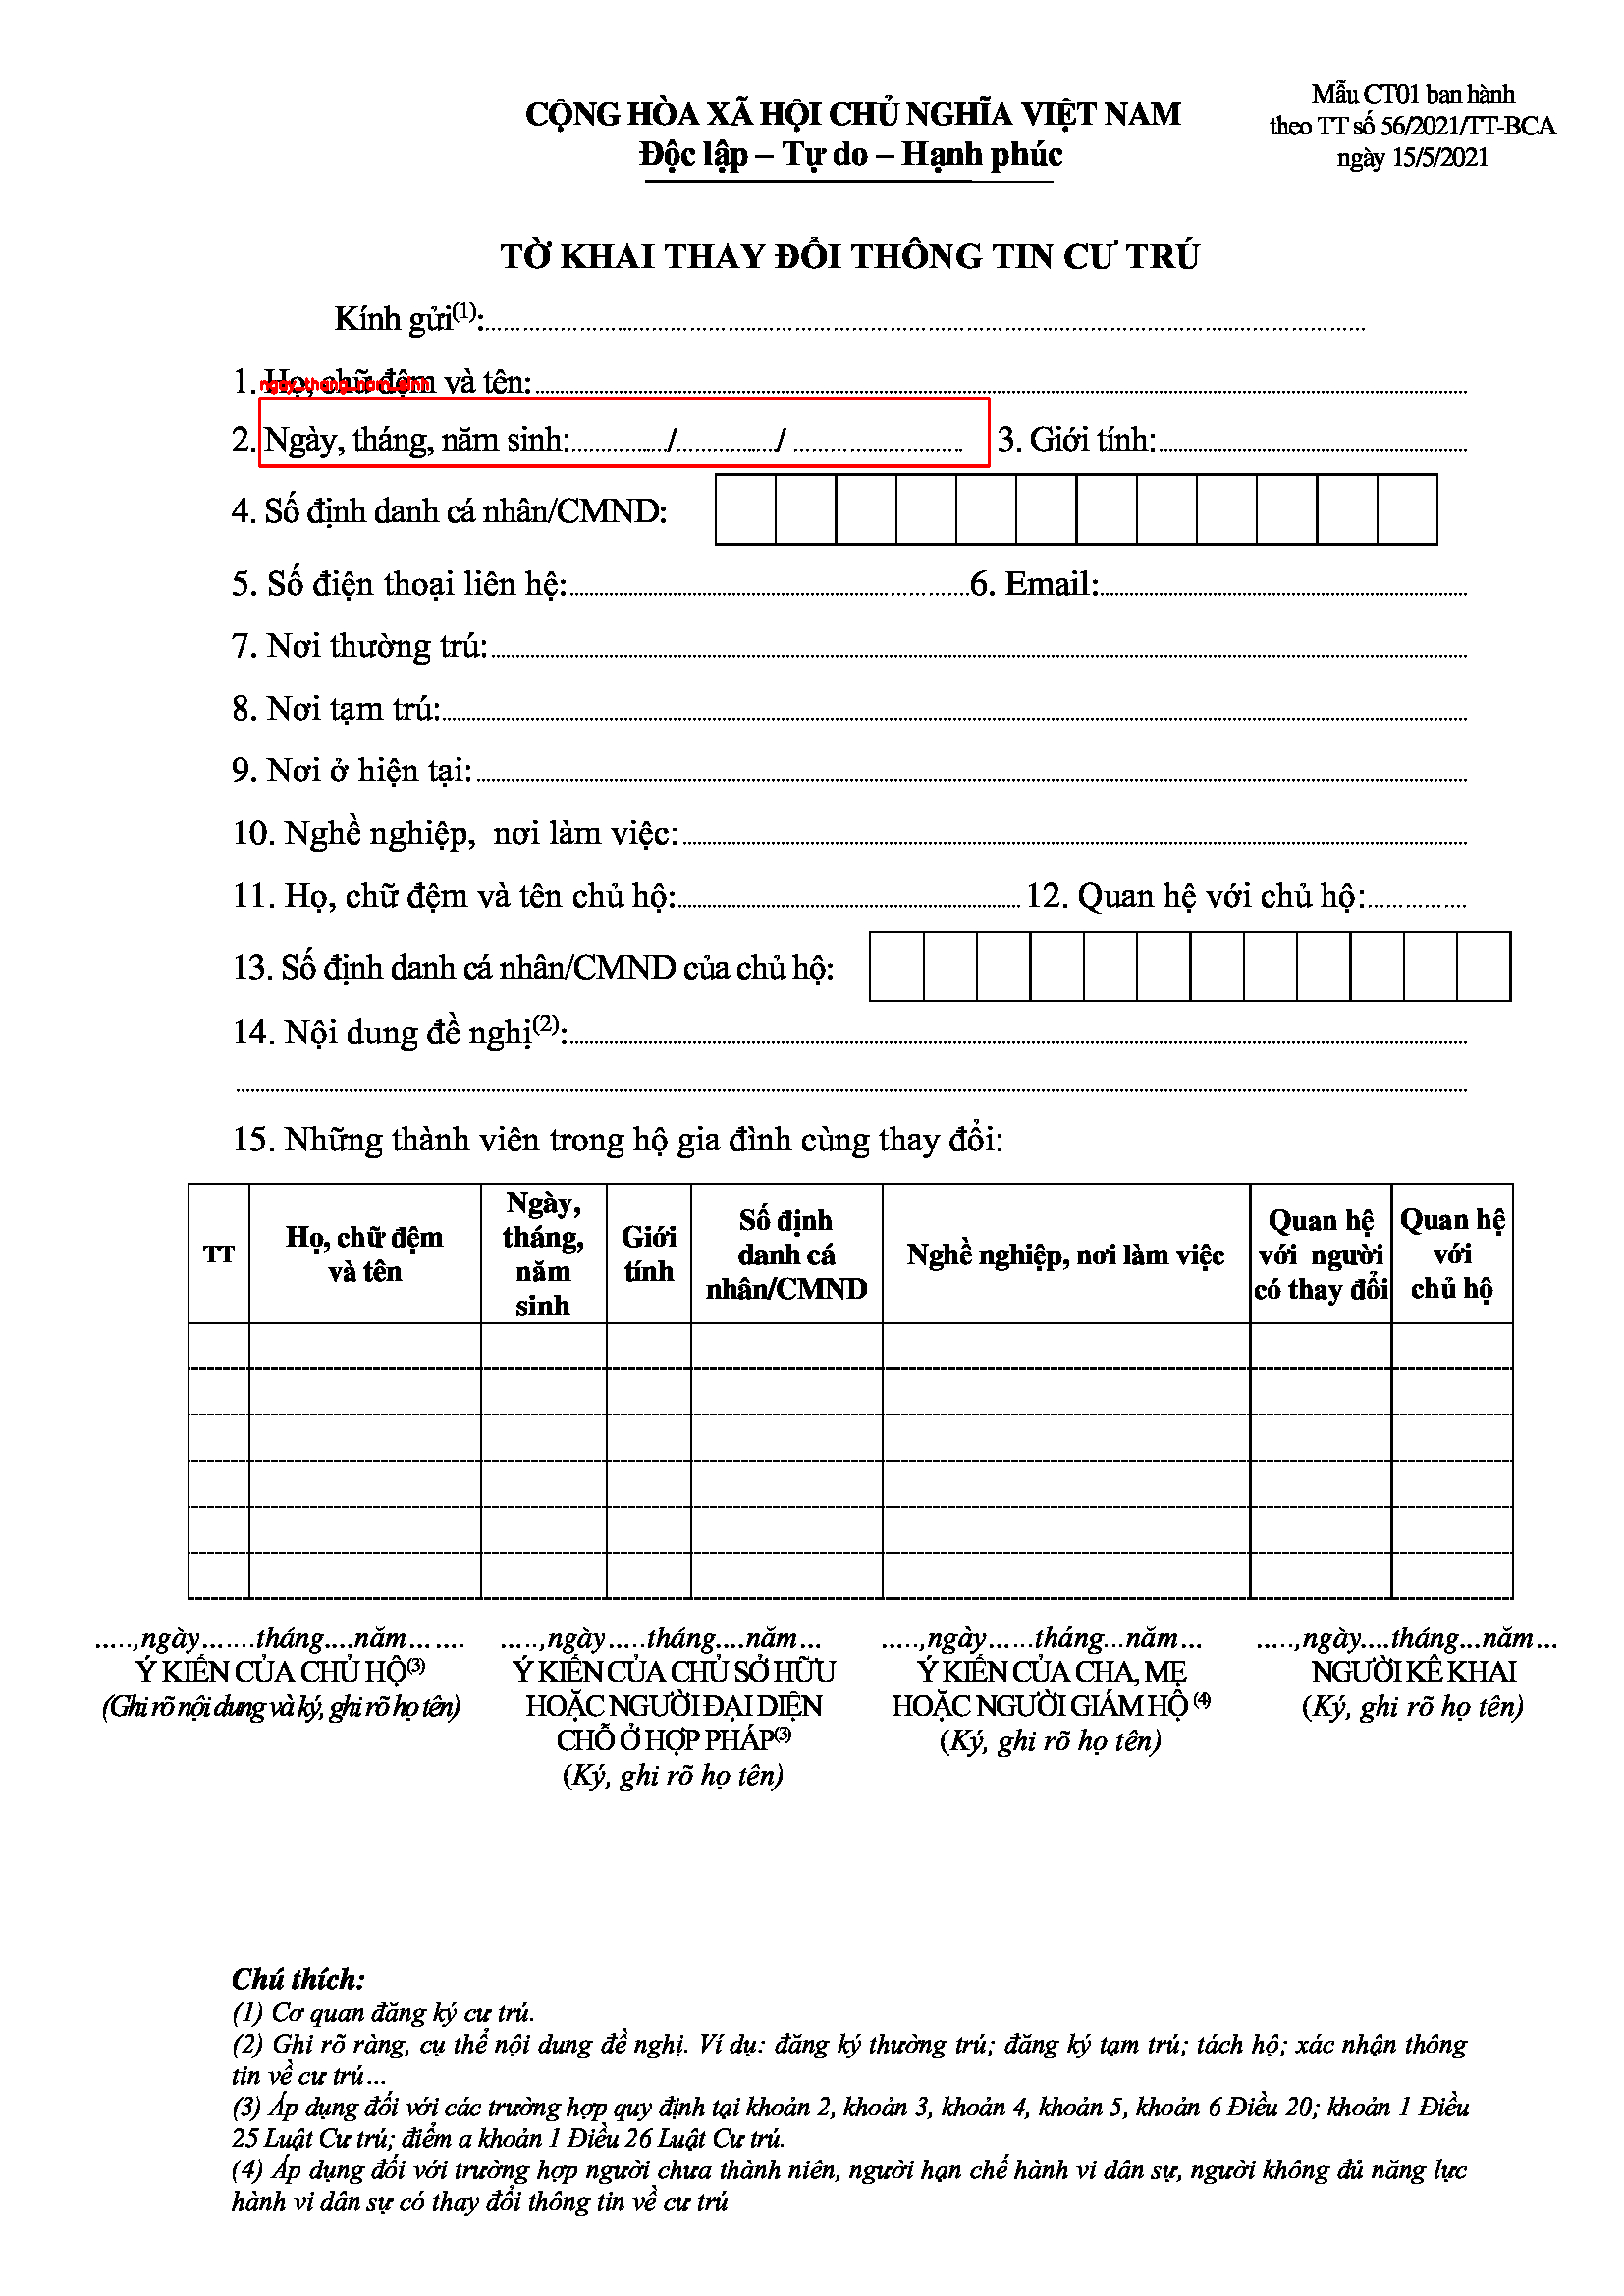 Mẫu CT01 ban hành
theo TT số 56/2021/TT-BCA
ngày 15/5/2021
CỘNG HÒA XÃ HỘI CHỦ NGHĨA VIỆT NAM
Độc lập – Tự do – Hạnh phúc
TỜ KHAI THAY ĐỔI THÔNG TIN CƯ TRÚ
Kính gửi(1):........................................
1. Họ, chữ đệm và tên:........................................
ngay_thang_nam_sinh
2. Ngày, tháng, năm sinh:............../.............../ .......................... 3. Giới tính:........................................
4. Số định danh cá nhân/CMND:
5. Số điện thoại liên hệ:........................................6. Email:........................................
7. Nơi thường trú:........................................
8. Nơi tạm trú:........................................
9. Nơi ở hiện tại:........................................
10. Nghề nghiệp, nơi làm việc:........................................
11. Họ, chữ đệm và tên chủ hộ:........................................ 12. Quan hệ với chủ hộ:................
13. Số định danh cá nhân/CMND của chủ hộ:
14. Nội dung đề nghị(2):........................................
........................................
15. Những thành viên trong hộ gia đình cùng thay đổi:
TT
Họ, chữ đệm
và tên
Ngày,
tháng,
năm
sinh
Giới
tính
Số định
danh cá
nhân/CMND
Nghề nghiệp, nơi làm việc
Quan hệ
với người
có thay đổi
Quan hệ
với
chủ hộ
.....,ngày.......tháng....năm…….
Ý KIẾN CỦA CHỦ HỘ(3)
(Ghi rõ nội dung và ký, ghi rõ họ tên)
.....,ngày.....tháng....năm…
Ý KIẾN CỦA CHỦ SỞ HỮU
HOẶC NGƯỜI ĐẠI DIỆN
CHỖ Ở HỢP PHÁP(3)
(Ký, ghi rõ họ tên)
.....,ngày......tháng...năm…
Ý KIẾN CỦA CHA, MẸ
HOẶC NGƯỜI GIÁM HỘ (4)
(Ký, ghi rõ họ tên)
.....,ngày....tháng...năm…
NGƯỜI KÊ KHAI
(Ký, ghi rõ họ tên)
Chú thích:
(1) Cơ quan đăng ký cư trú.
(2) Ghi rõ ràng, cụ thể nội dung đề nghị. Ví dụ: đăng ký thường trú; đăng ký tạm trú; tách hộ; xác nhận thông
tin về cư trú…
(3) Áp dụng đối với các trường hợp quy định tại khoản 2, khoản 3, khoản 4, khoản 5, khoản 6 Điều 20; khoản 1 Điều
25 Luật Cư trú; điểm a khoản 1 Điều 26 Luật Cư trú.
(4) Áp dụng đối với trường hợp người chưa thành niên, người hạn chế hành vi dân sự, người không đủ năng lực
hành vi dân sự có thay đổi thông tin về cư trú